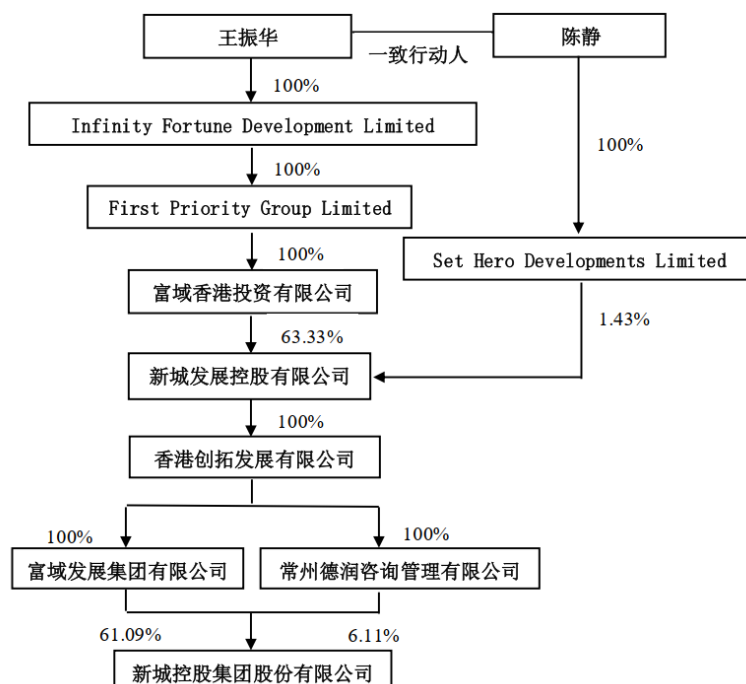 王振华
陈静
一致行动人
100%
Infinity Fortune Development Limited
100%
100%
First Priority Group Limited
100%
Set Hero Developments Limited
富域香港投资有限公司
1.43%
63.33%
新城发展控股有限公司
100%
香港创拓发展有限公司
100%
100%
富域发展集团有限公司
常州德润咨询管理有限公司
61.09%
6.11%
新城控股集团股份有限公司